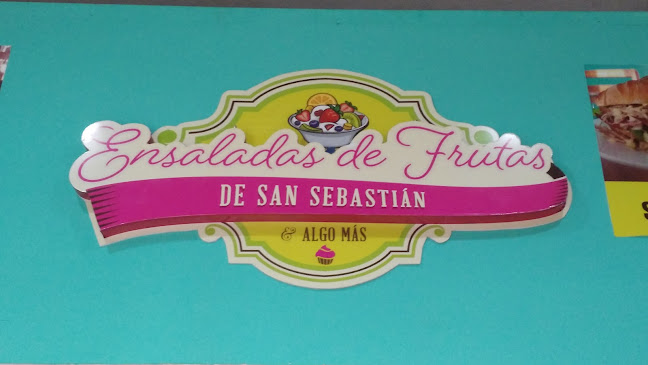 Ensaladas de Frutas
DE SAN SEBASTIÁN
& ALGO MÁS